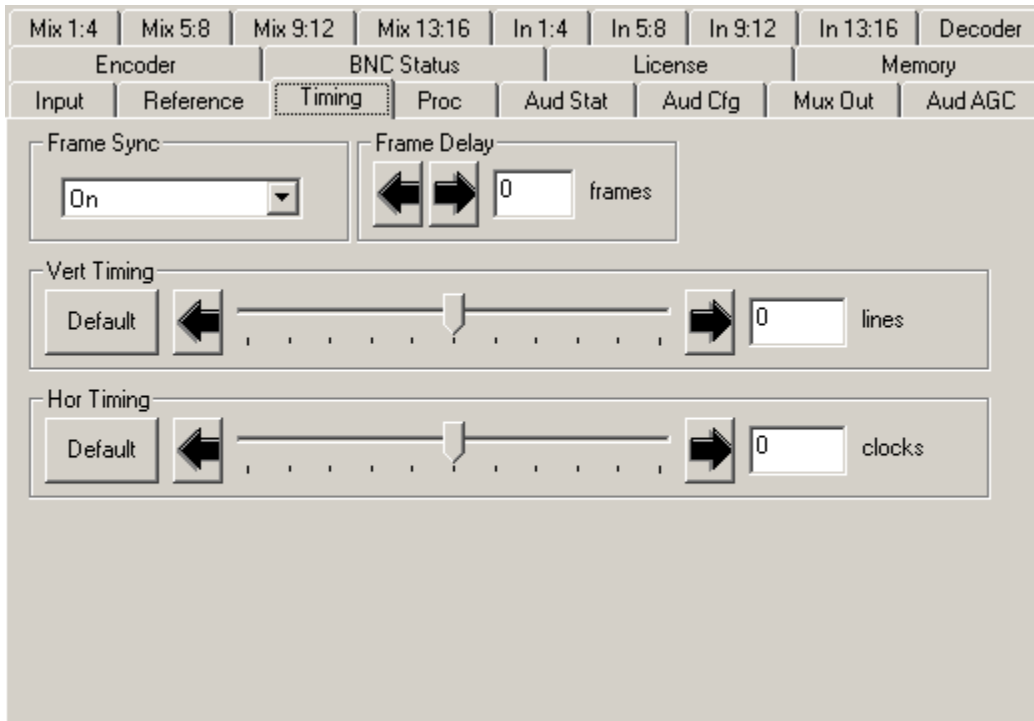 Mix 1:4 Mix 5:8 Mix 9:12 Mix 13:16 In 1:4 In 5:8 In 9:12 In 13:16 Decoder
Encoder BNC Status License Memory
Input Reference Timing Proc Aud Stat Aud Cfg Mux Out Aud AGC
Frame Sync Frame Delay
On 0 frames
Vert Timing
Default 0 lines
Hor Timing
Default 0 clocks